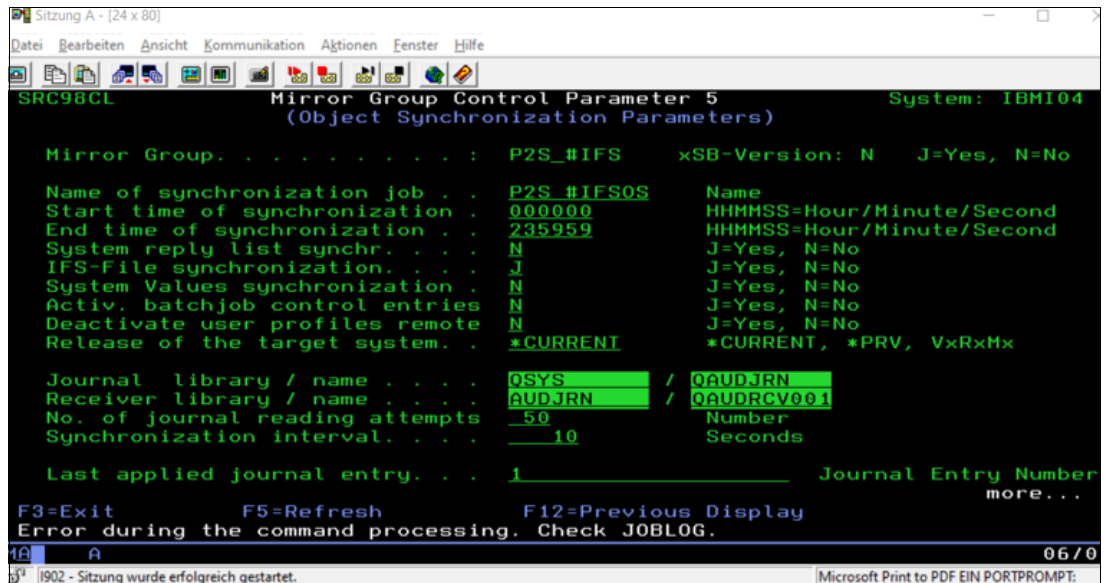 Sitzung A - [24 x 80]
Datei Bearbeiten Ansicht Kommunikation Aktionen Fenster Hilfe
SRC98CL Mirror Group Control Parameter 5 System: IBMI04
(Object Synchronization Parameters)
Mirror Group. . . . . . . . . : P2S_#IFS xSB-Version: N J=Yes, N=No
Name of synchronization job . . P2S_#IFSOS Name
Start time of synchronization . 000000 HHMMSS=Hour/Minute/Second
End time of synchronization . . 235959 HHMMSS=Hour/Minute/Second
System reply list synchr. . . . N J=Yes, N=No
IFS-File synchronization. . . . J J=Yes, N=No
System Values synchronization . N J=Yes, N=No
Activ. batchjob control entries N J=Yes, N=No
Deactivate user profiles remote N J=Yes, N=No
Release of the target system. . *CURRENT *CURRENT, *PRV, VxRxMx
Journal library / name . . . . QSYS / QAUDJRN
Receiver library / name . . . . AUDJRN / QAUDRCV001
No. of journal reading attempts 50 Number
Synchronization interval. . . . 10 Seconds
Last applied journal entry. . . 1 Journal Entry Number
more...
F3=Exit F5=Refresh F12=Previous Display
Error during the command processing. Check JOBLOG.
MA A 06/0
I902 - Sitzung wurde erfolgreich gestartet. Microsoft Print to PDF EIN PORTPROMPT: